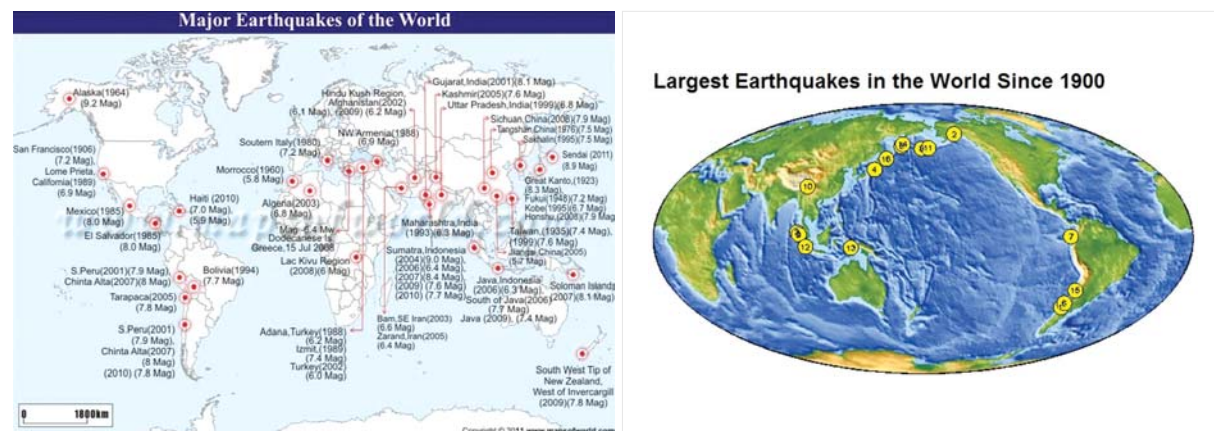 Major Earthquakes of the World
Alaska(1964)
(9.2 Mag)
San Francisco(1906)
(7.2 Mag),
Lome Prieta,
California(1989)
(6.9 Mag)
Mexico(1985)
(8.0 Mag)
El Salvador(1985)
(8.0 Mag)
Haiti (2010)
(7.0 Mag),
(5.9 Mag)
S.Peru(2001)(7.9 Mag),
Chinta Alta(2007)(8 Mag)
Bolivia(1994)
(7.7 Mag)
Tarapaca(2005)
(7.8 Mag)
S.Peru(2001)
(7.9 Mag),
Chinta Alta(2007)
(8 Mag)
(2010) (7.8 Mag)
Hindu Kush Region,
Afghanistan(2002)
(6.1 Mag), (2009) (6.2 Mag)
NW Armenia(1988)
(6.9 Mag)
Soutern Italy(1980)
(7.2 Mag)
Morrocco(1960)
(5.8 Mag)
Algeria(2003)
(6.8 Mag)
Mag -6.4 Mw
Dodecanese Is.
Greece,15 Jul 2008
Lac Kivu Region
(2008)(6 Mag)
Adana,Turkey(1988)
(6.2 Mag)
Izmit,(1989)
(7.4 Mag)
Turkey(2002)
(6.0 Mag)
Bam,SE Iran(2003)
(6.6 Mag)
Zarand,Iran(2005)
(6.4 Mag)
Gujarat,India(2001)(8.1 Mag)
Kashmir(2005)(7.6 Mag)
Uttar Pradesh,India(1999)(6.8 Mag)
Sichuan,China(2008)(7.9 Mag)
Tangshan,China(1976)(7.5 Mag)
Sakhalin(1995)(7.5 Mag)
Sendai (2011)
(8.9 Mag)
Great Kanto,(1923)
(8.3 Mag)
Fukui(1948)(7.2 Mag)
Kobe(1995)(6.7 Mag)
Honshu,(2008)(7.9 Mag)
Taiwan,(1935)(7.4 Mag),
(1999)(7.6 Mag)
Jiangxi,China(2005)
(5.7 Mag)
Maharashtra,India
(1993)(6.3 Mag)
Sumatra,Indonesia
(2004)(9.0 Mag)
(2006)(6.4 Mag)
(2007)(8.4 Mag)
(2009) (7.6 Mag)
(2010) (7.7 Mag)
Java,Indonesia
(2006)(6.3 Mag),
South of Java(2006)
(7.7 Mag)
Java (2009), (7.4 Mag)
Soloman Islands
(2007)(8.1 Mag)
South West Tip of
New Zealand,
West of Invercargill
(2009)(7.8 Mag)
0 1800km
Copyright © 2011 www.mapsofworld.com
Largest Earthquakes in the World Since 1900
2
11
16
4
10
12
13
7
15
6